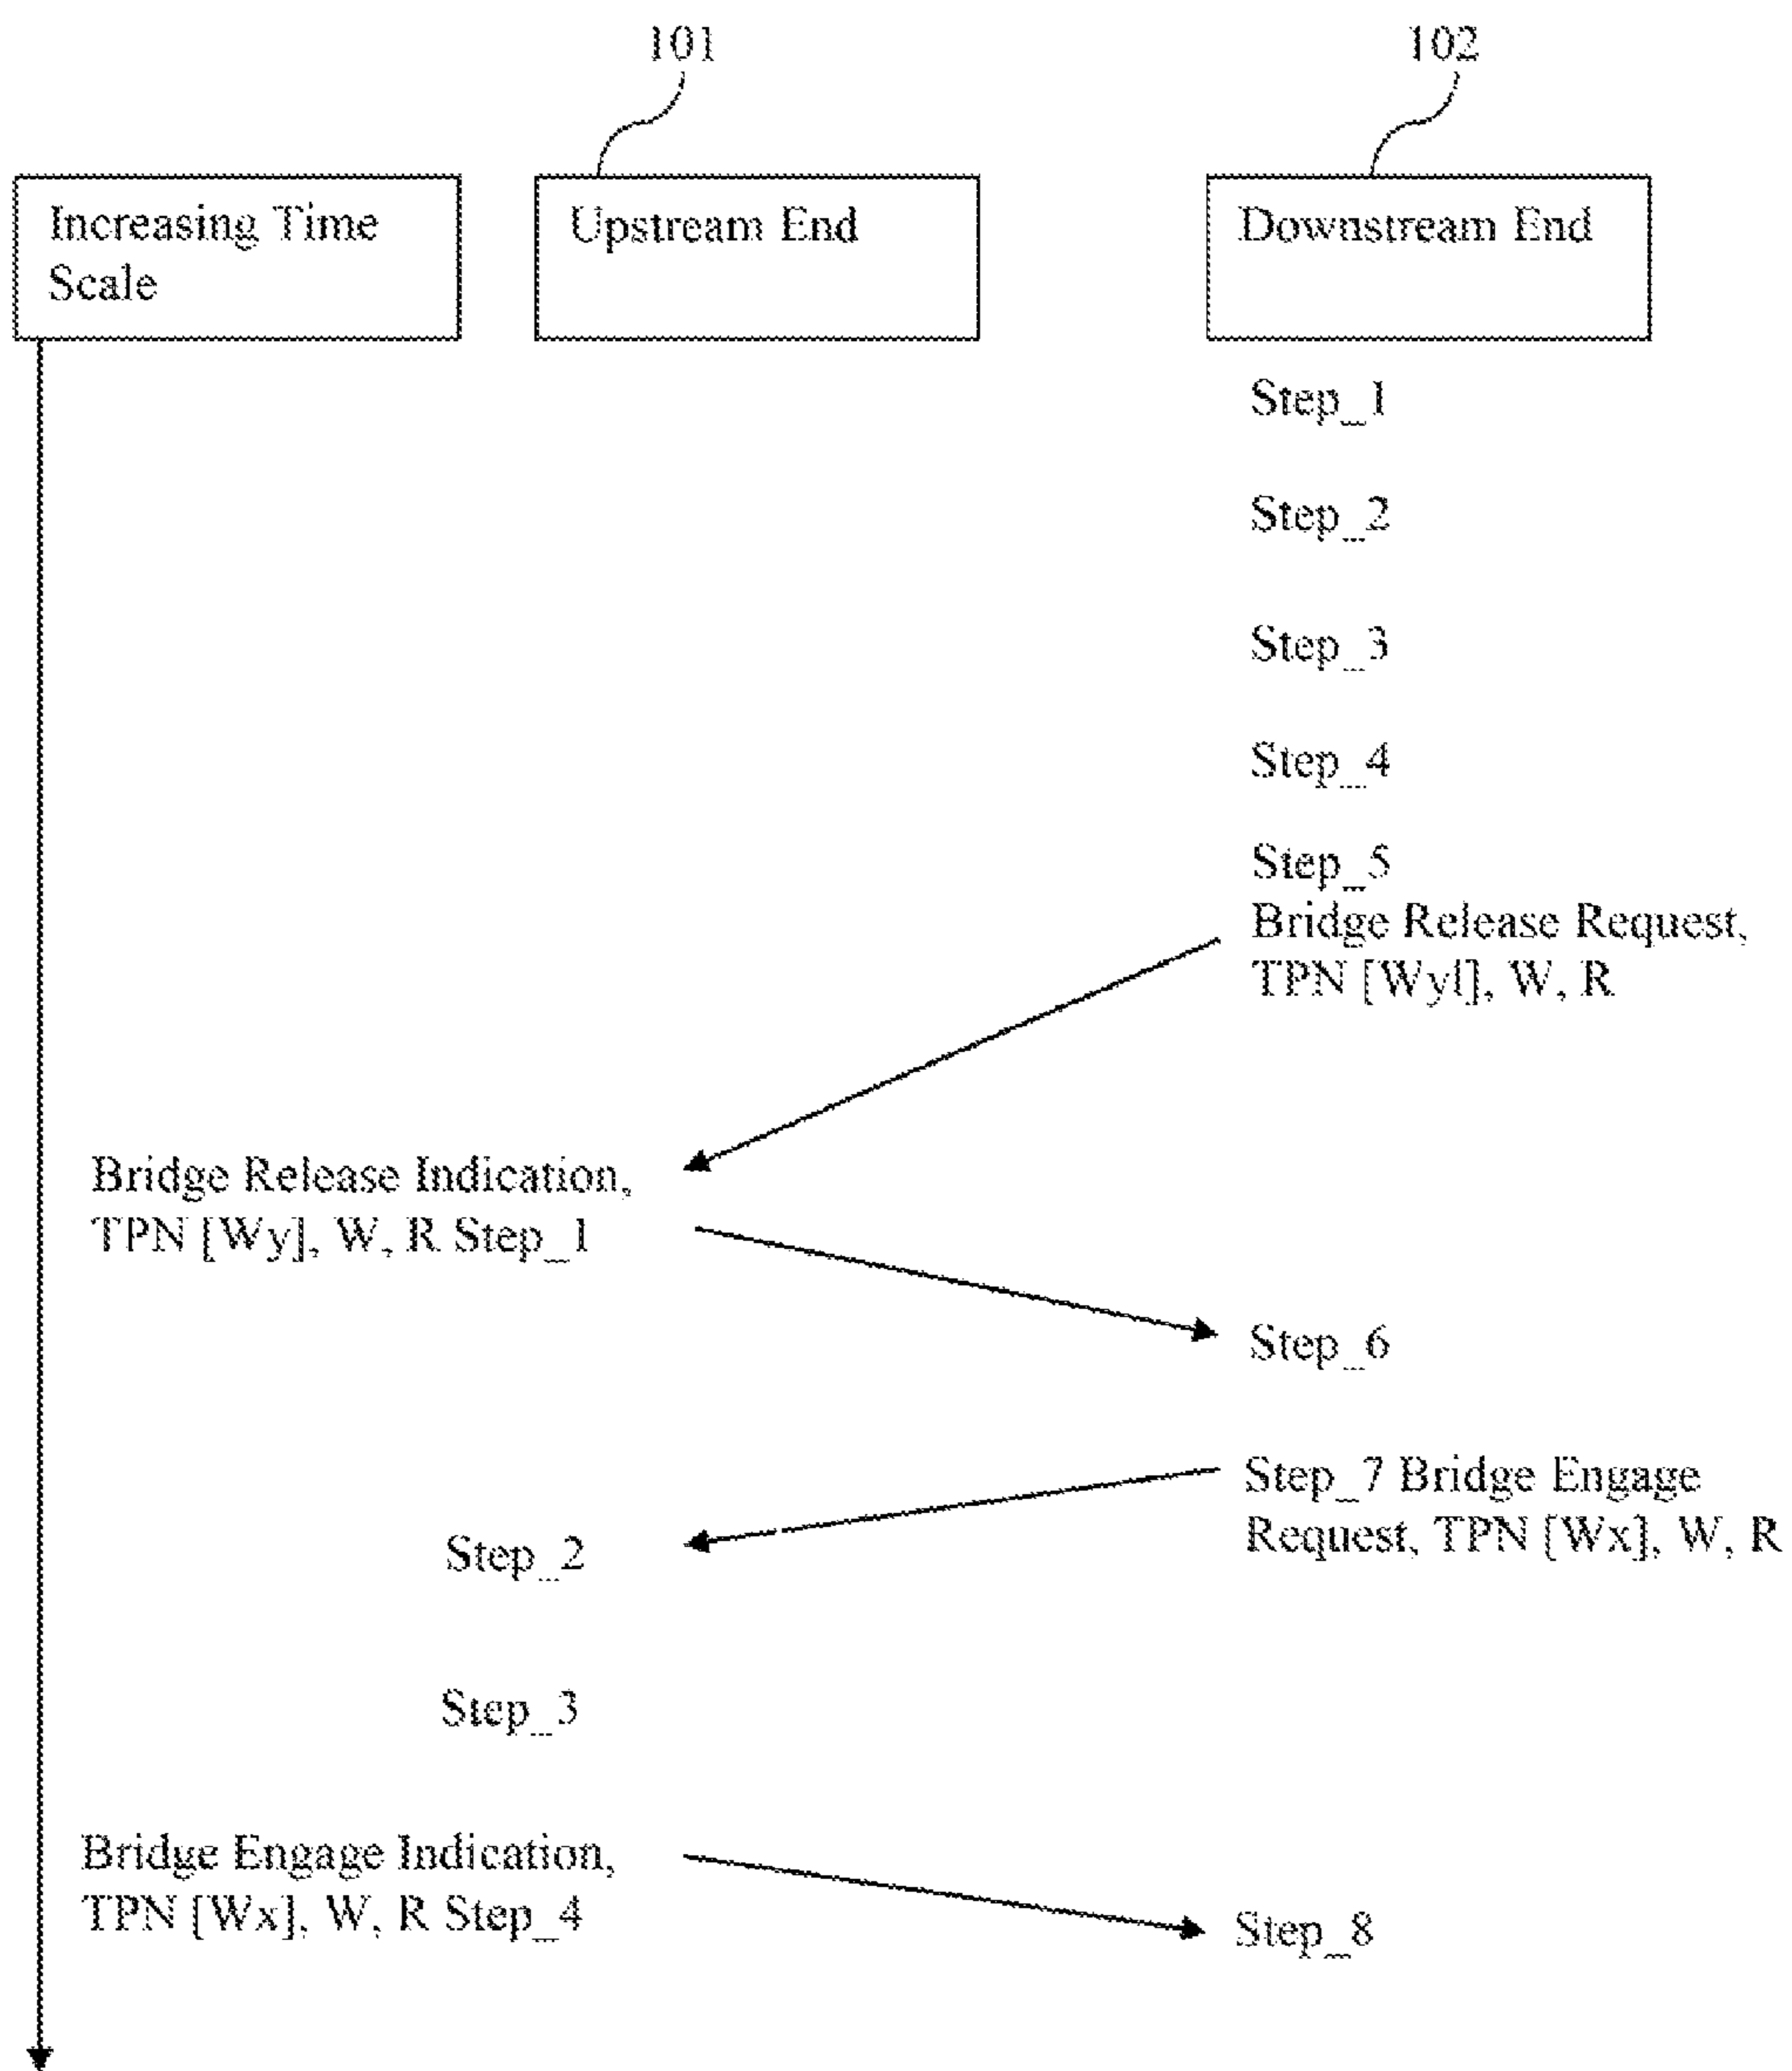 101
102
Increasing Time
Scale
Upstream End
Downstream End
Step_1
Step_2
Step_3
Step_4
Step_5
Bridge Release Request,
TPN [Wyl], W, R
Bridge Release Indication,
TPN [Wy], W, R Step_1
Step_6
Step_7 Bridge Engage
Request, TPN [Wx], W, R
Step_2
Step_3
Bridge Engage Indication,
TPN [Wx], W, R Step_4
Step_8